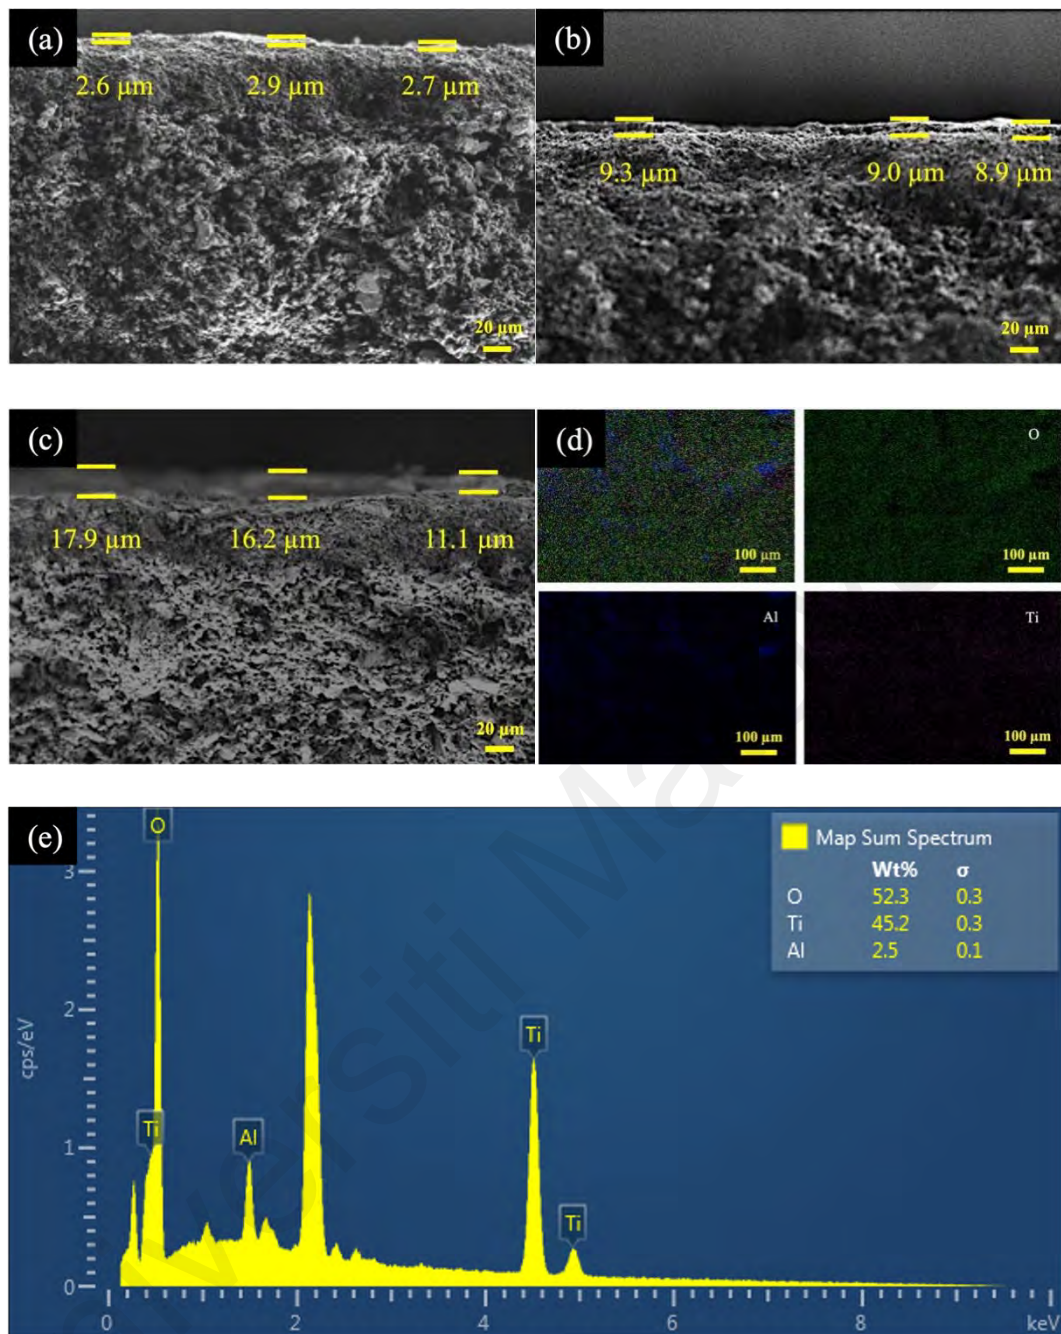 (a)
2.6 µm
2.9 µm
2.7 µm
20 µm
(b)
9.3 µm
9.0 µm
8.9 µm
20 µm
(c)
17.9 µm
16.2 µm
11.1 µm
20 µm
(d)
100 µm
O
100 µm
Al
100 µm
Ti
100 µm
(e)
Map Sum Spectrum
Wt% σ
O 52.3 0.3
Ti 45.2 0.3
Al 2.5 0.1
O
Ti
Al
Ti
Ti
cps/eV
3
2
1
0
0 2 4 6 8 keV